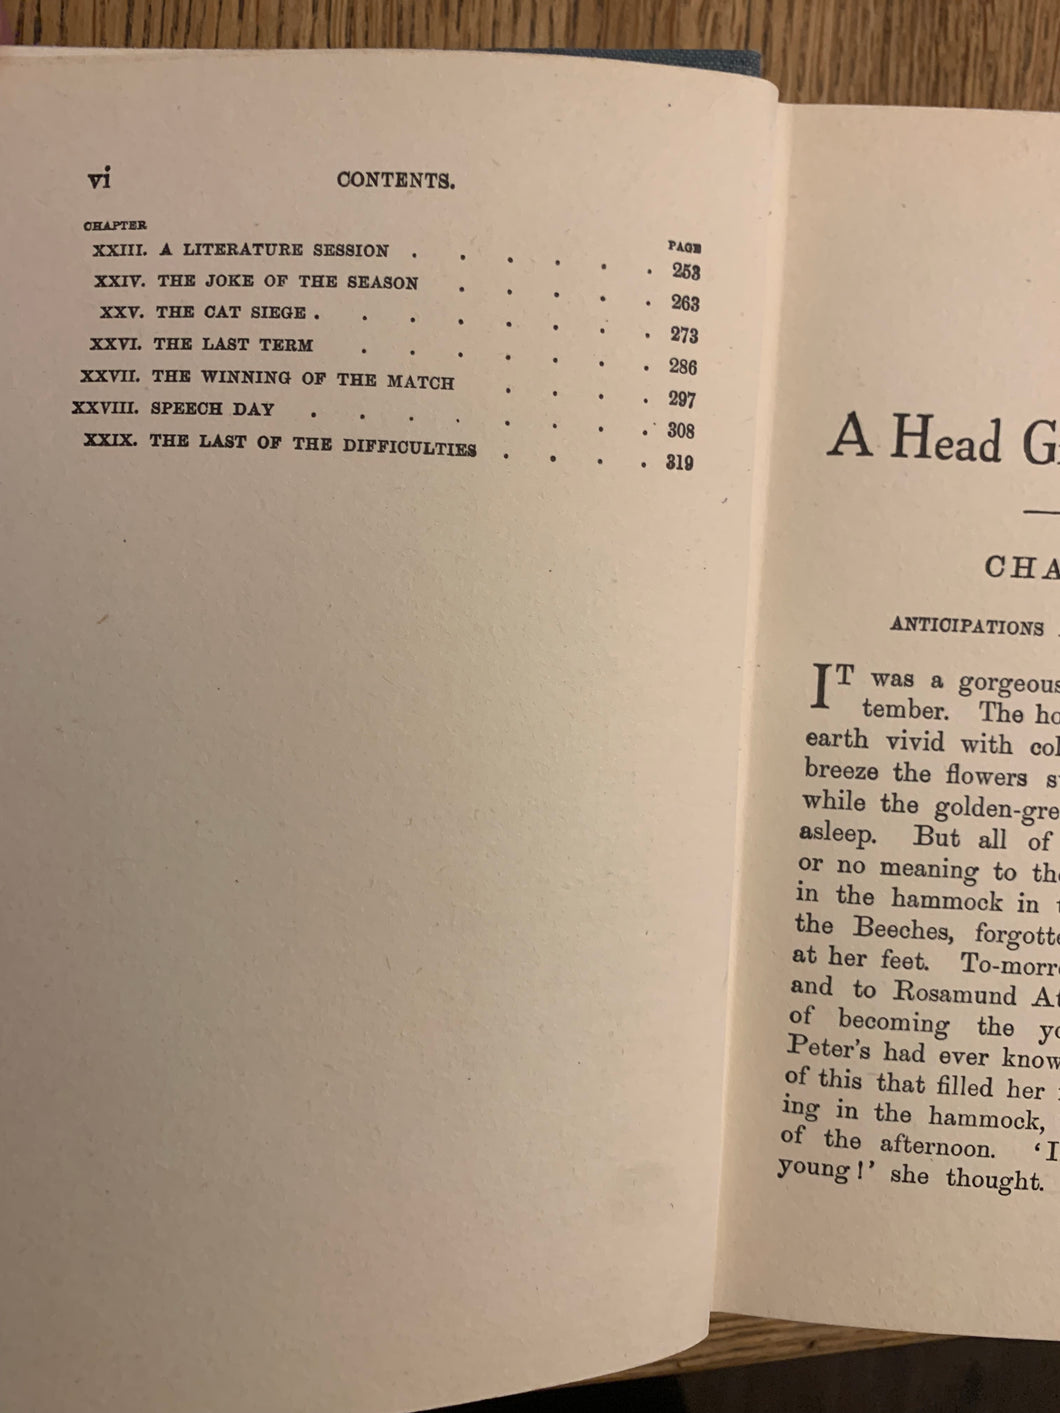 vi CONTENTS.
CHAPTER PAGE
XXIII. A LITERATURE SESSION . . . . . . 253
XXIV. THE JOKE OF THE SEASON . . . . . 263
XXV. THE CAT SIEGE . . . . . . . . 273
XXVI. THE LAST TERM . . . . . . . 286
XXVII. THE WINNING OF THE MATCH . . . . 297
XXVIII. SPEECH DAY . . . . . . . . 308
XXIX. THE LAST OF THE DIFFICULTIES . . . . 319
A Head
CHA
ANTICIPATIONS
IT was a gorgeous
tember. The ho
earth vivid with col
breeze the flowers s
while the golden-gre
asleep. But all of
or no meaning to the
in the hammock in
the Beeches, forgotte
at her feet. To-morr
and to Rosamund At
of becoming the yo
Peter's had ever know
of this that filled her
ing in the hammock,
of the afternoon. 'I
young!' she thought.